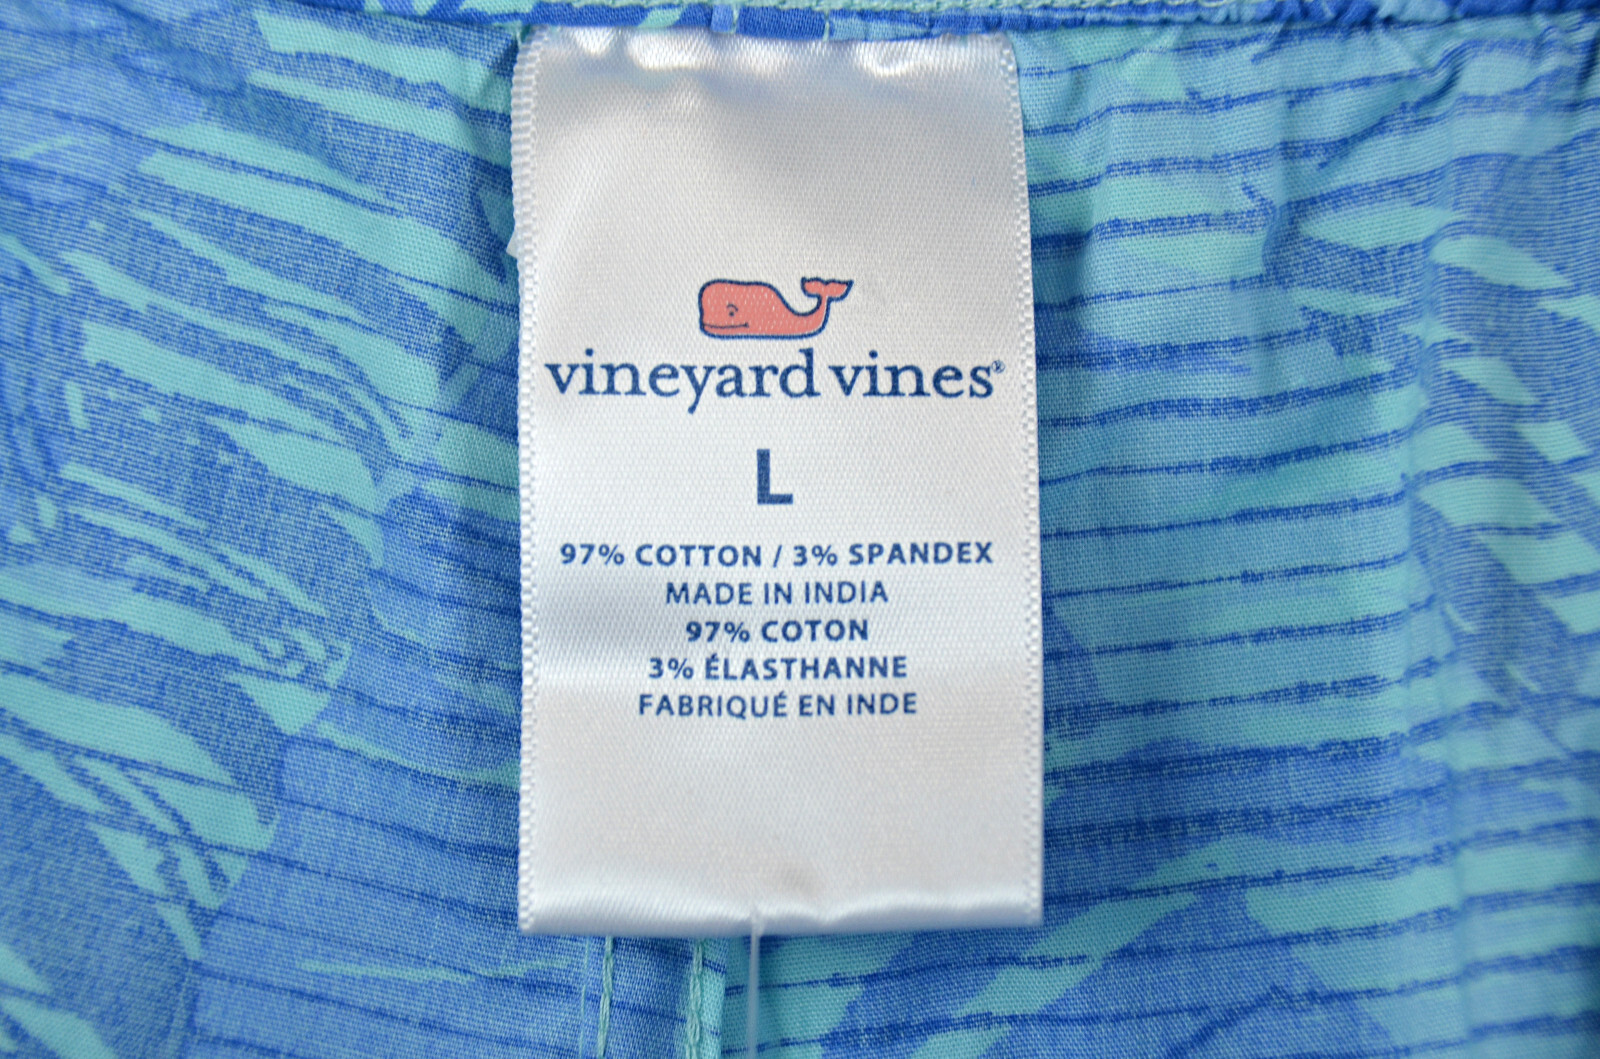 vineyard vines®
L
97% COTTON / 3% SPANDEX
MADE IN INDIA
97% COTON
3% ÉLASTHANNE
FABRIQUÉ EN INDE